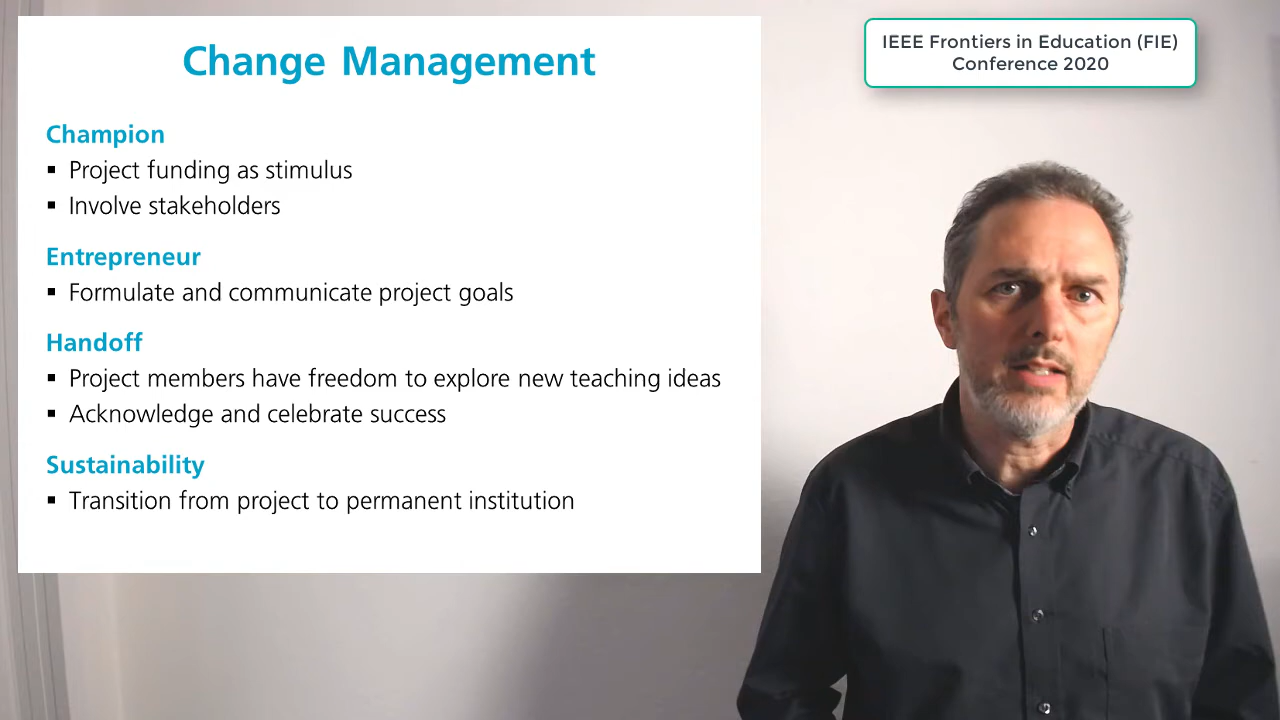 Change Management
Champion
▪ Project funding as stimulus
▪ Involve stakeholders
Entrepreneur
▪ Formulate and communicate project goals
Handoff
▪ Project members have freedom to explore new teaching ideas
▪ Acknowledge and celebrate success
Sustainability
▪ Transition from project to permanent institution
IEEE Frontiers in Education (FIE)
Conference 2020